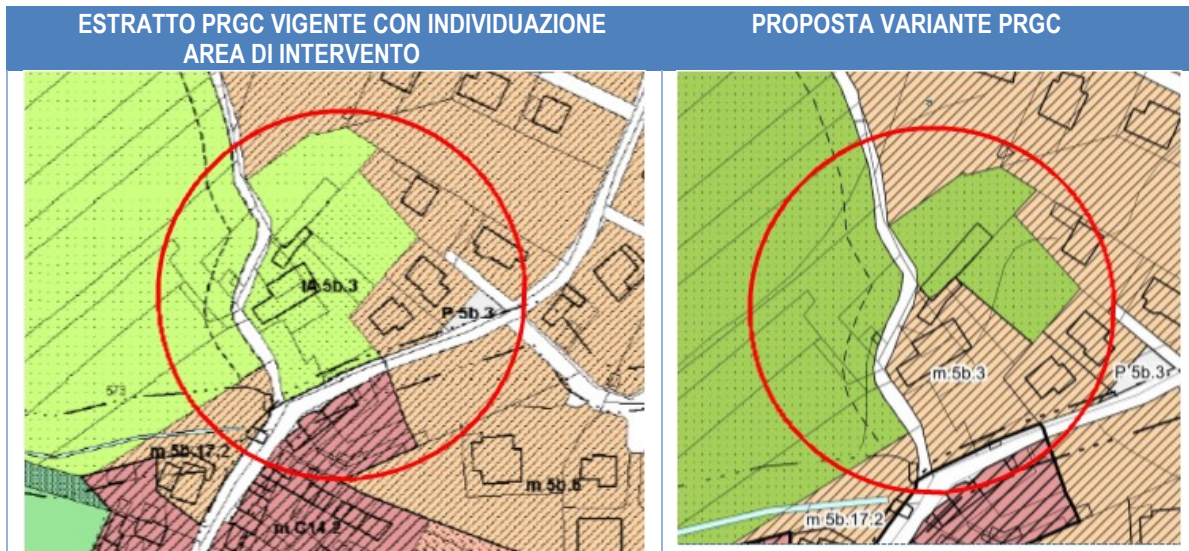 ESTRATTO PRGC VIGENTE CON INDIVIDUAZIONE
AREA DI INTERVENTO
PROPOSTA VARIANTE PRGC
IA 5b.3
P 5b.3
573
m 5b.17.2
m 5b.6
m C14.2
m 5b.3
P 5b.3
m 5b.17.2